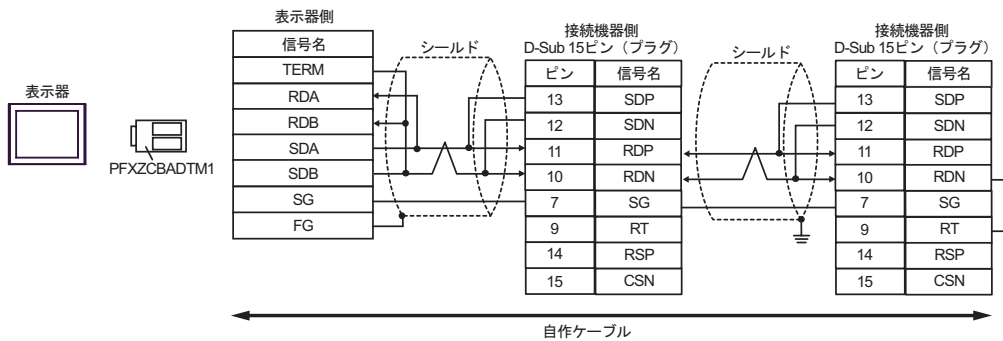 表示器
PFXZCBADTM1
表示器側
信号名
TERM
RDA
RDB
SDA
SDB
SG
FG
シールド
接続機器側
D-Sub 15ピン（プラグ）
ピン 信号名
13 SDP
12 SDN
11 RDP
10 RDN
7 SG
9 RT
14 RSP
15 CSN
シールド
接続機器側
D-Sub 15ピン（プラグ）
ピン 信号名
13 SDP
12 SDN
11 RDP
10 RDN
7 SG
9 RT
14 RSP
15 CSN
自作ケーブル